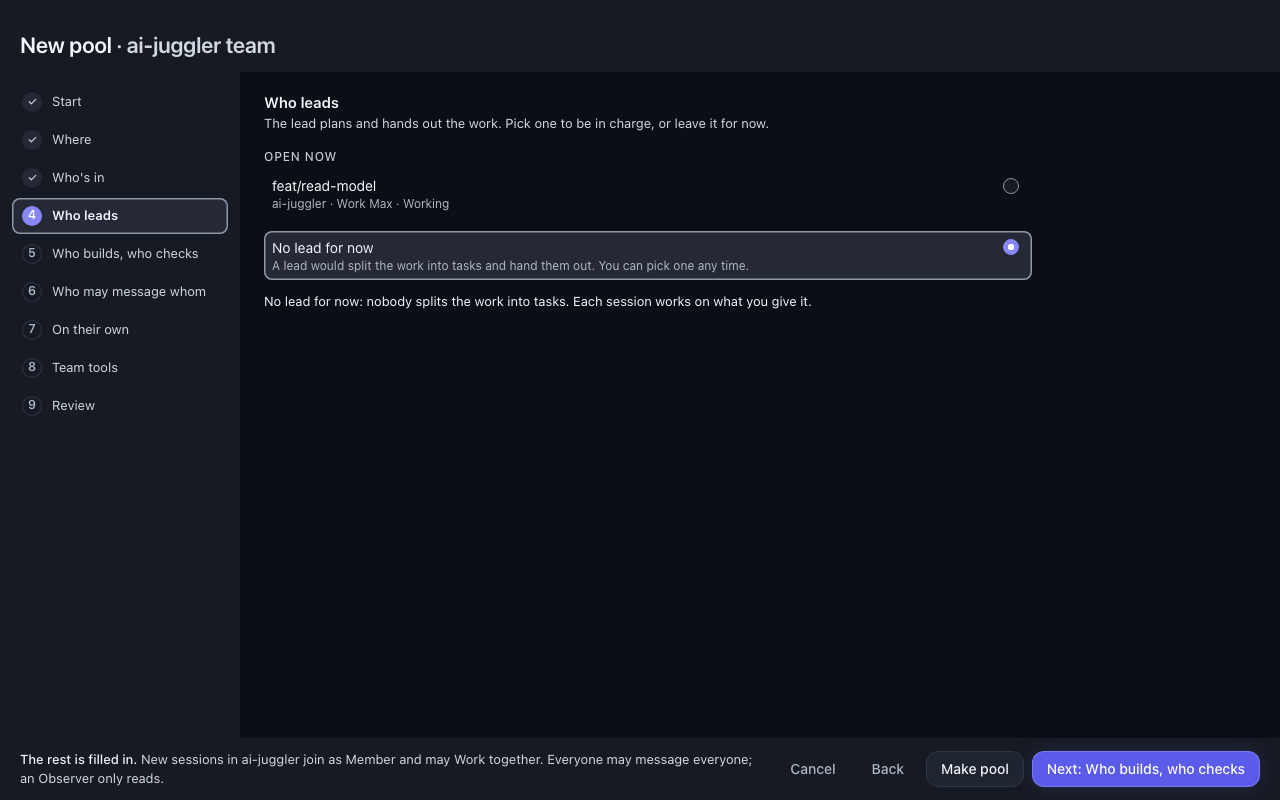 New pool · ai-juggler team
Start
Where
Who's in
4 Who leads
5 Who builds, who checks
6 Who may message whom
7 On their own
8 Team tools
9 Review
Who leads
The lead plans and hands out the work. Pick one to be in charge, or leave it for now.
OPEN NOW
feat/read-model
ai-juggler · Work Max · Working
No lead for now
A lead would split the work into tasks and hand them out. You can pick one any time.
No lead for now: nobody splits the work into tasks. Each session works on what you give it.
The rest is filled in. New sessions in ai-juggler join as Member and may Work together. Everyone may message everyone;
an Observer only reads.
Cancel
Back
Make pool
Next: Who builds, who checks